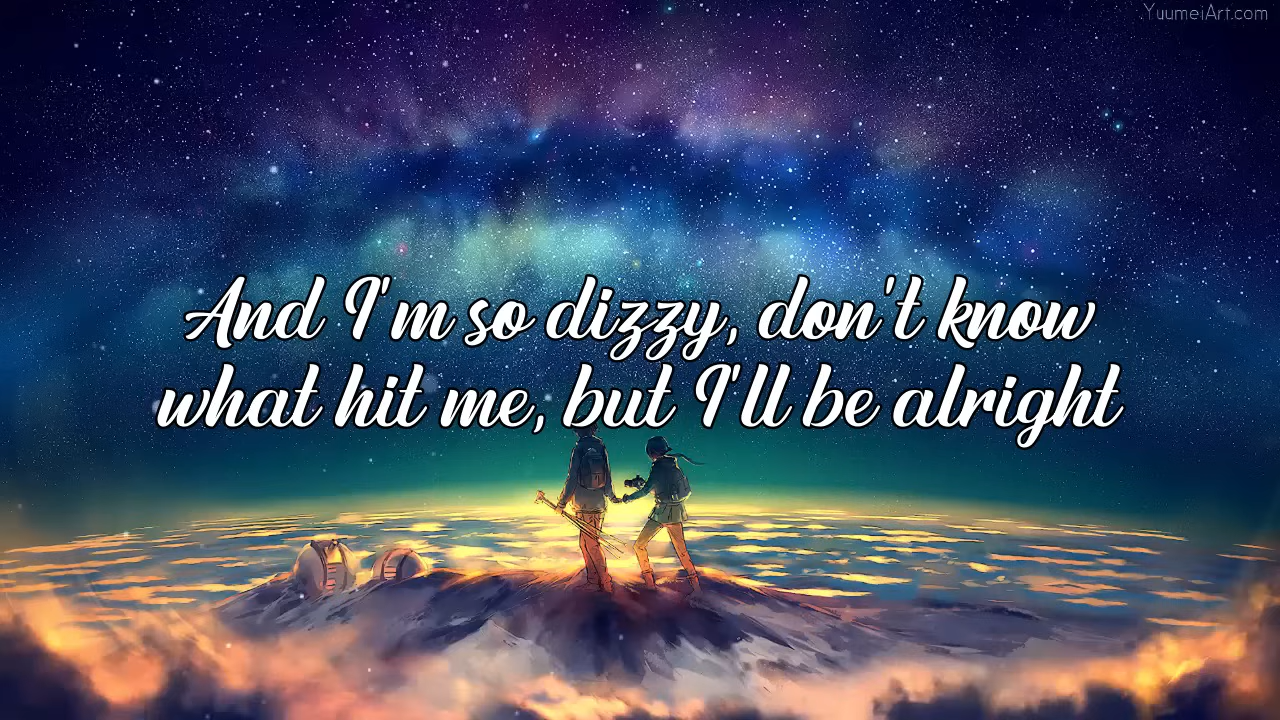 YuumeiArt.com
And I'm so dizzy, don't know
what hit me, but I'll be alright